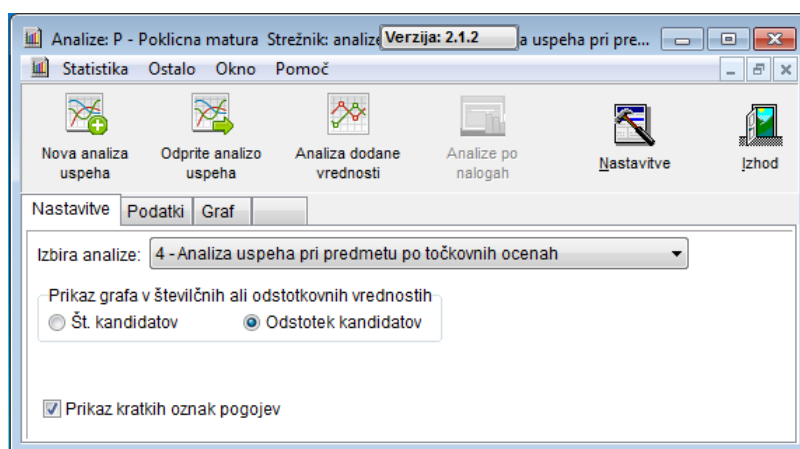 Analize: P - Poklicna matura Strežnik: analize Verzija: 2.1.2 a uspeha pri pre...
Statistika Ostalo Okno Pomoč
Nova analiza uspeha
Odprite analizo uspeha
Analiza dodane vrednosti
Analize po nalogah
Nastavitve
Izhod
Nastavitve Podatki Graf
Izbira analize: 4 - Analiza uspeha pri predmetu po točkovnih ocenah
Prikaz grafa v številčnih ali odstotkovnih vrednostih
Št. kandidatov Odstotek kandidatov
Prikaz kratkih oznak pogojev